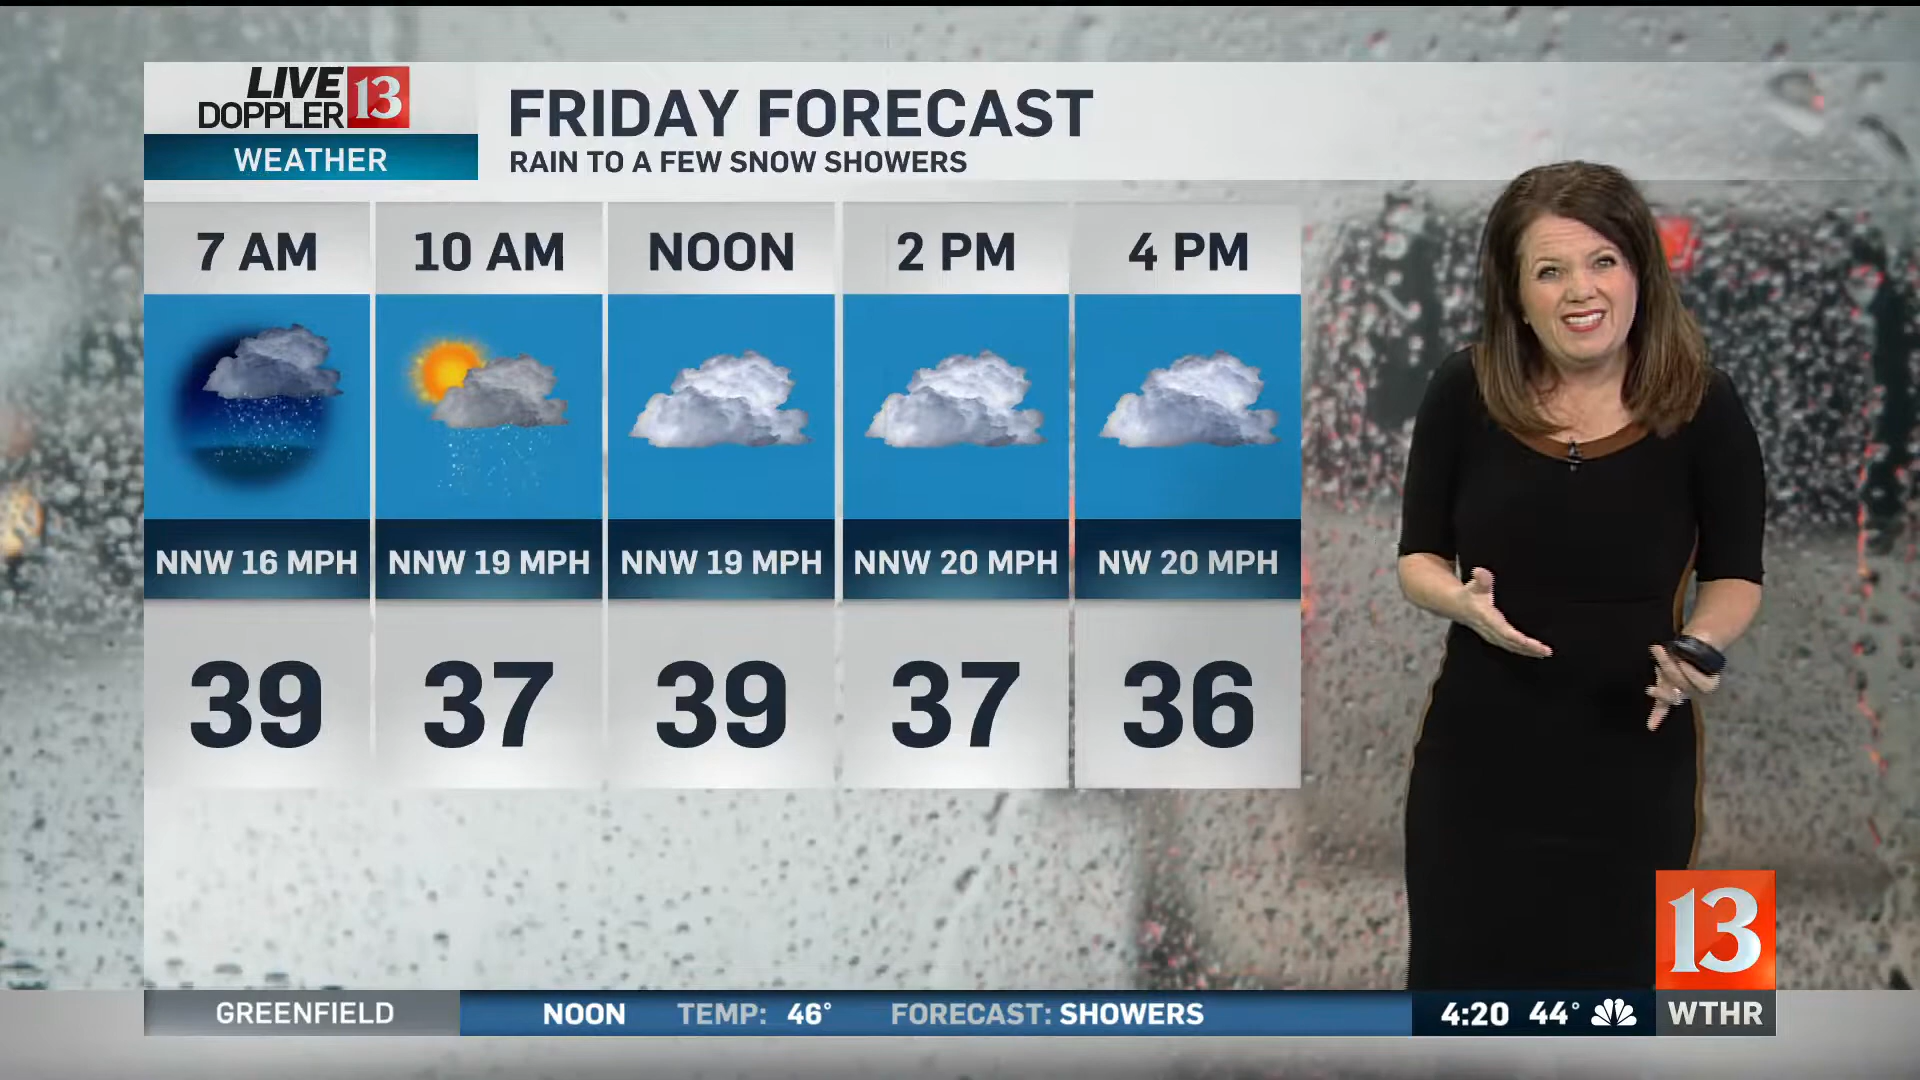 LIVE
DOPPLER 13
WEATHER
FRIDAY FORECAST
RAIN TO A FEW SNOW SHOWERS
7 AM 10 AM NOON 2 PM 4 PM
NNW 16 MPH NNW 19 MPH NNW 19 MPH NNW 20 MPH NW 20 MPH
39 37 39 37 36
13
GREENFIELD NOON TEMP: 46° FORECAST: SHOWERS 4:20 44° WTHR